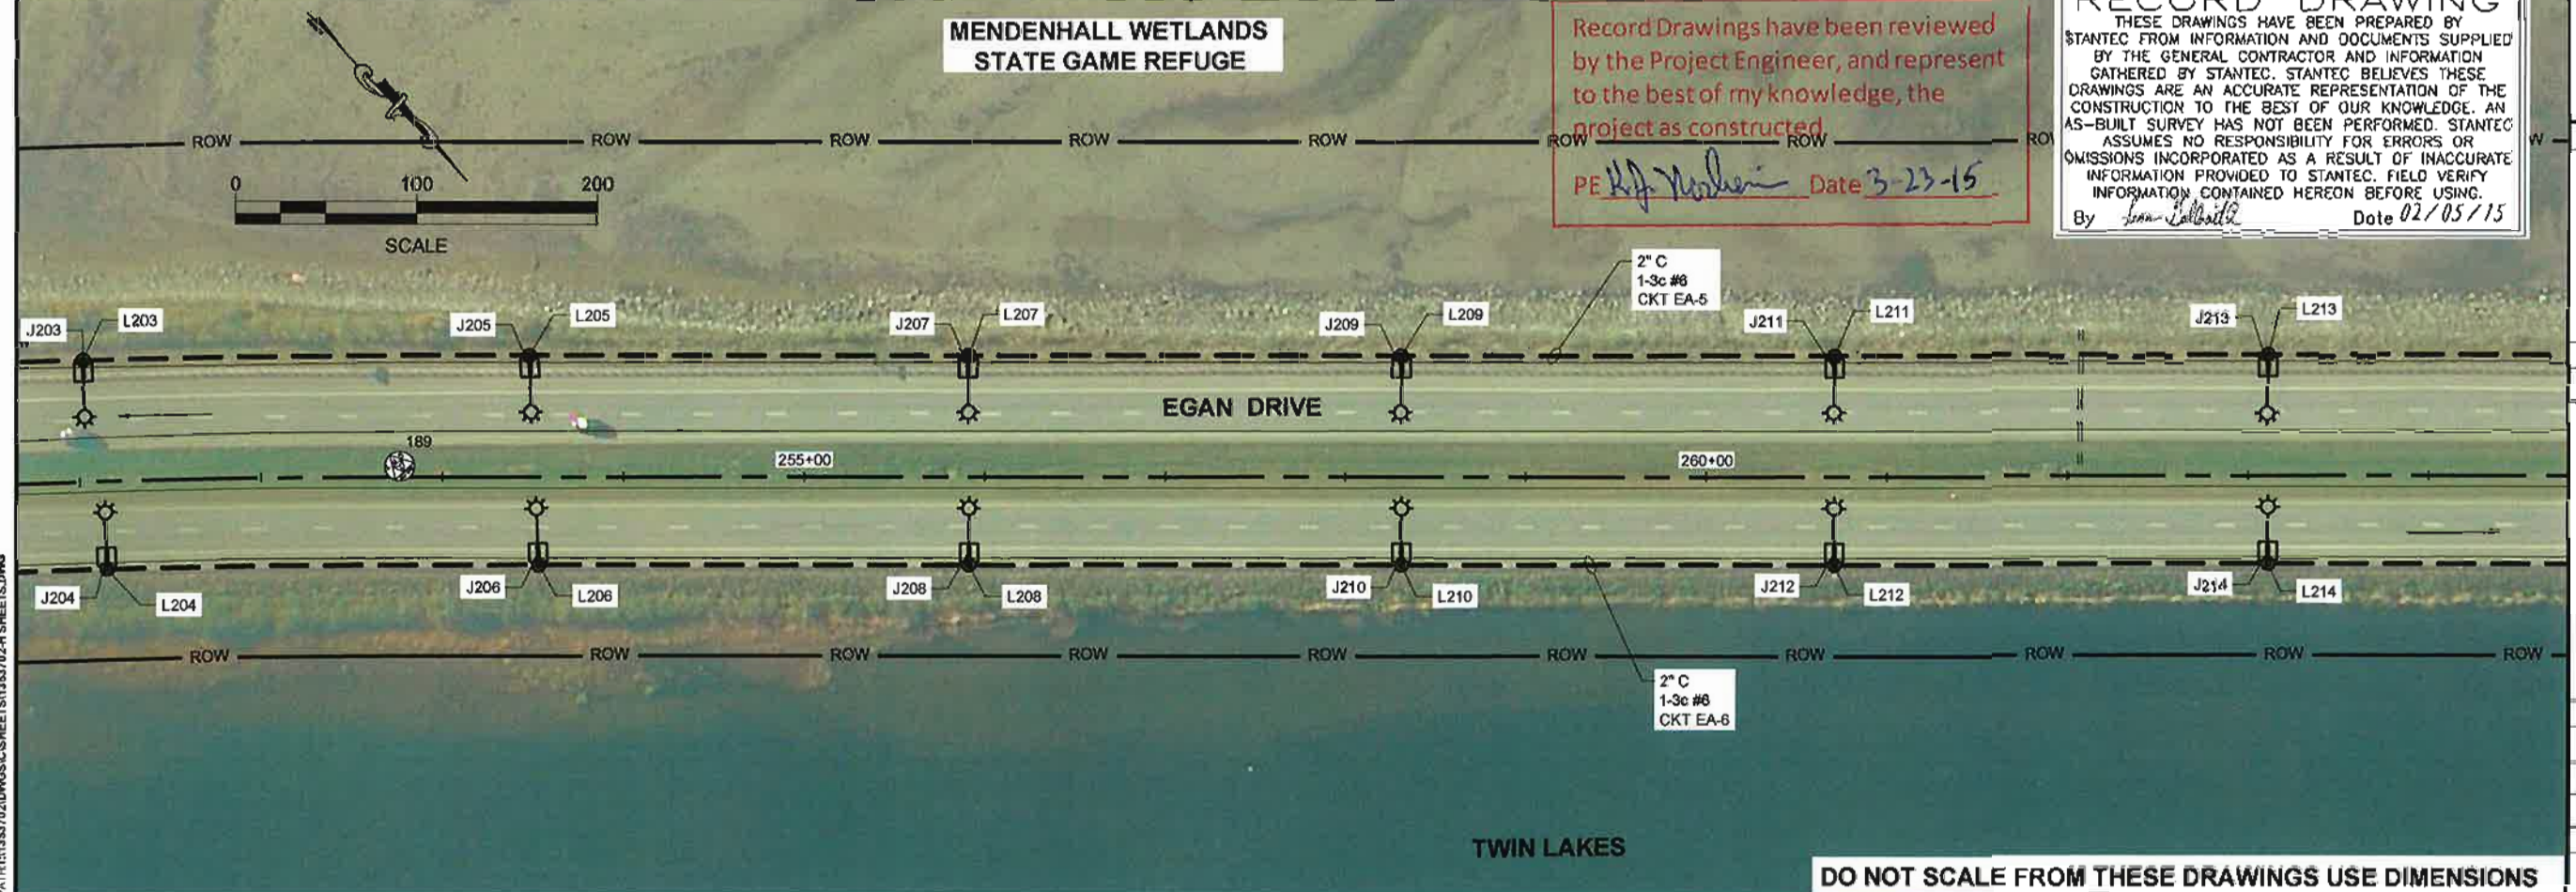 MENDENHALL WETLANDS
STATE GAME REFUGE
Record Drawings have been reviewed
by the Project Engineer, and represent
to the best of my knowledge, the
project as constructed
PE Date 3-23-15
RECORD DRAWING
THESE DRAWINGS HAVE BEEN PREPARED BY
STANTEC FROM INFORMATION AND DOCUMENTS SUPPLIED
BY THE GENERAL CONTRACTOR AND INFORMATION
GATHERED BY STANTEC. STANTEC BELIEVES THESE
DRAWINGS ARE AN ACCURATE REPRESENTATION OF THE
CONSTRUCTION TO THE BEST OF OUR KNOWLEDGE. AN
AS-BUILT SURVEY HAS NOT BEEN PERFORMED. STANTEC
ASSUMES NO RESPONSIBILITY FOR ERRORS OR
OMISSIONS INCORPORATED AS A RESULT OF INACCURATE
INFORMATION PROVIDED TO STANTEC. FIELD VERIFY
INFORMATION CONTAINED HEREON BEFORE USING.
By Date 02/05/15
ROW ROW ROW ROW ROW ROW ROW ROW
0 100 200
SCALE
2" C
1-3c #6
CKT EA-5
J203 L203 J205 L205 J207 L207 J209 L209 J211 L211 J213 L213
EGAN DRIVE
189
255+00 260+00
J204 L204 J206 L206 J208 L208 J210 L210 J212 L212 J214 L214
ROW ROW ROW ROW ROW ROW ROW ROW ROW ROW
2" C
1-3c #6
CKT EA-6
TWIN LAKES
DO NOT SCALE FROM THESE DRAWINGS USE DIMENSIONS